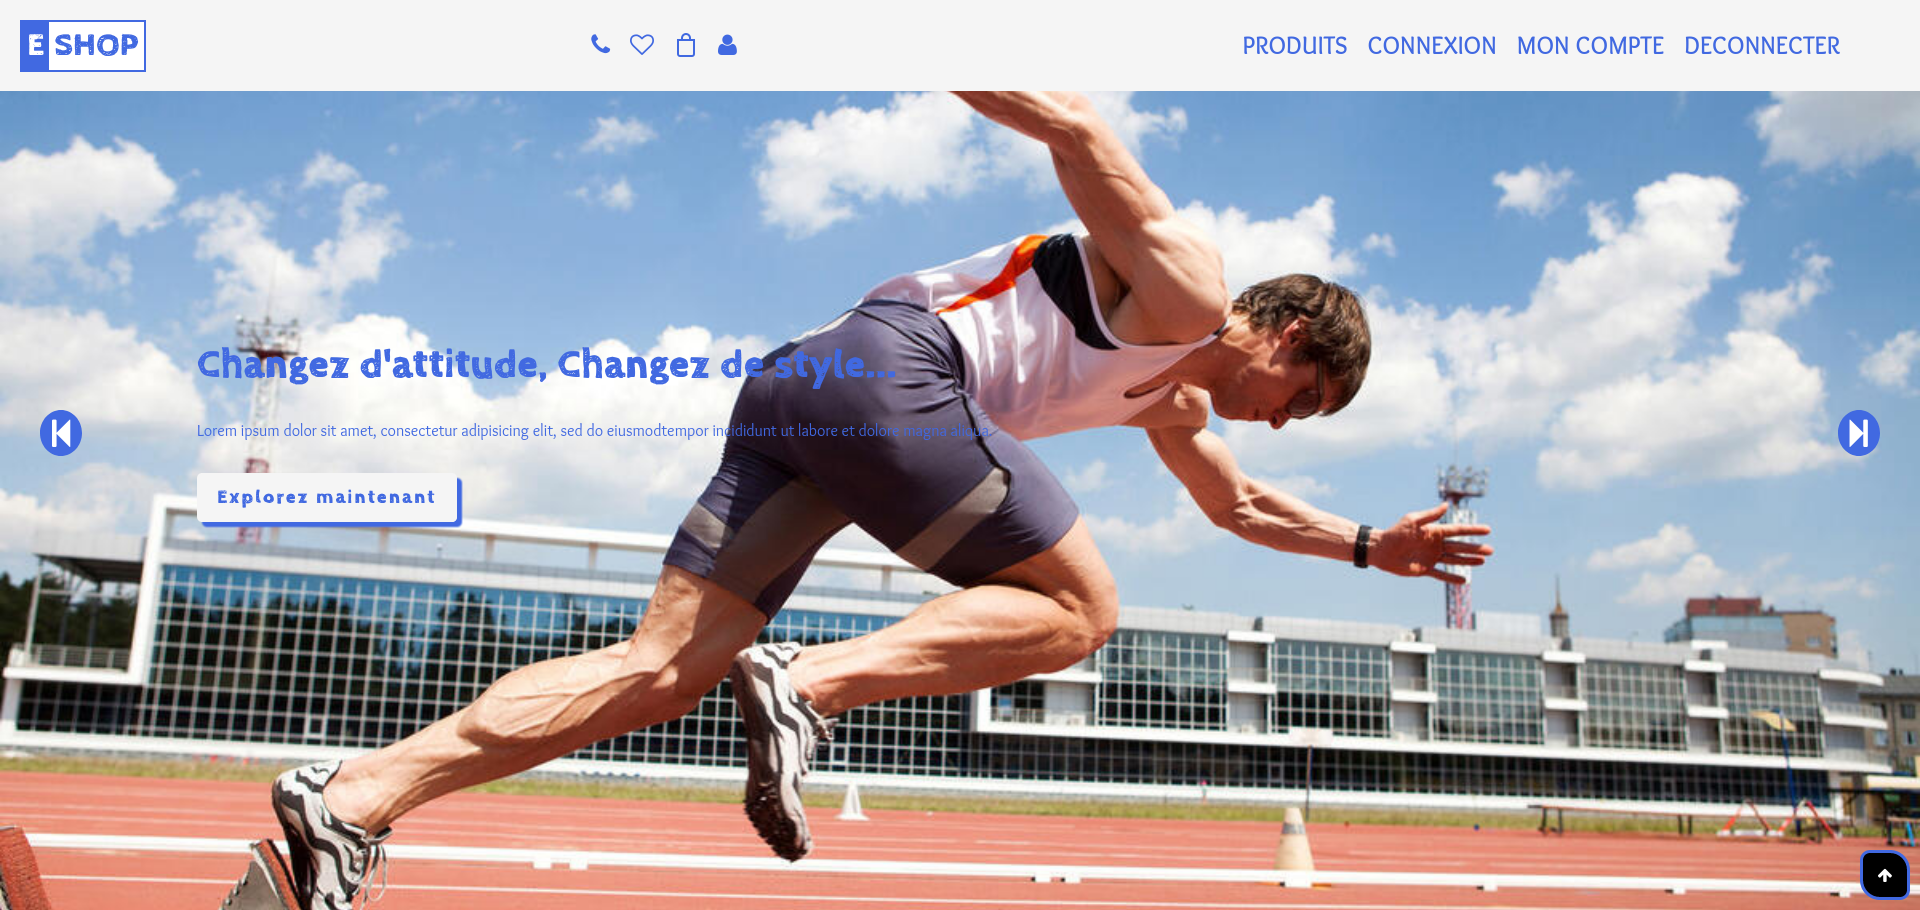 E SHOP
PRODUITS CONNEXION MON COMPTE DECONNECTER
Changez d'attitude, Changez de style...
Lorem ipsum dolor sit amet, consectetur adipisicing elit, sed do eiusmodtempor incididunt ut labore et dolore magna aliqua.
Explorez maintenant